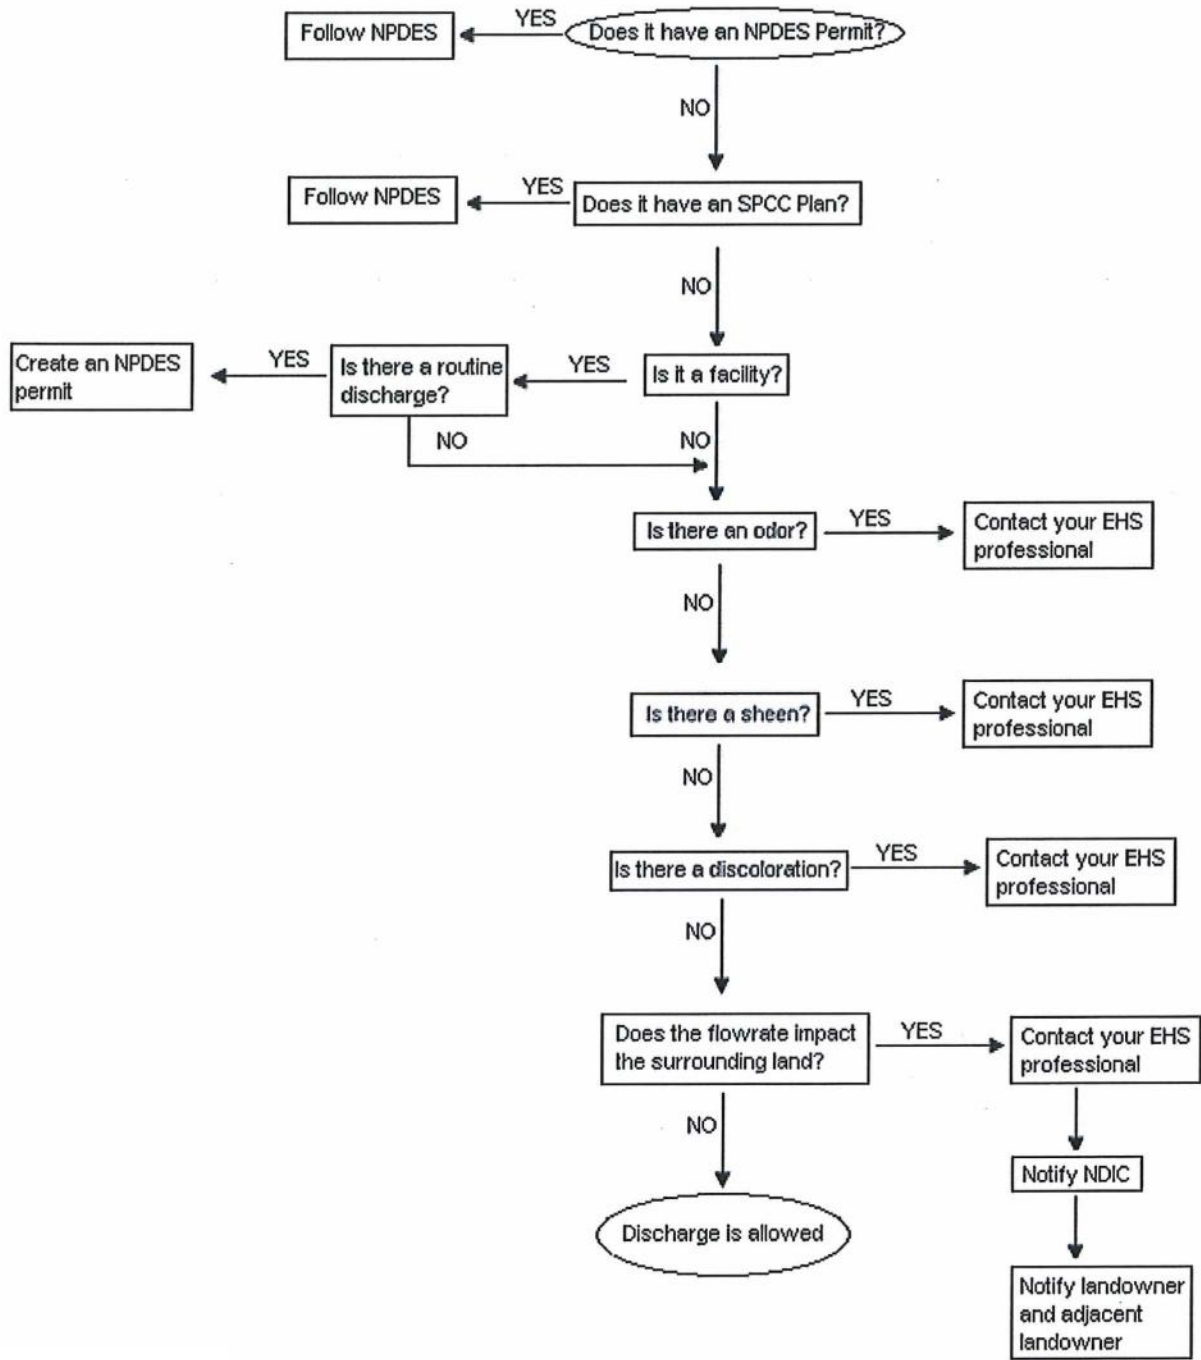 Follow NPDES
YES
Does it have an NPDES Permit?
NO
Follow NPDES
YES
Does it have an SPCC Plan?
NO
Create an NPDES
permit
YES
Is there a routine
discharge?
YES
Is it a facility?
NO
NO
Is there an odor?
YES
Contact your EHS
professional
NO
Is there a sheen?
YES
Contact your EHS
professional
NO
Is there a discoloration?
YES
Contact your EHS
professional
NO
Does the flowrate impact
the surrounding land?
YES
Contact your EHS
professional
NO
Notify NDIC
Discharge is allowed
Notify landowner
and adjacent
landowner